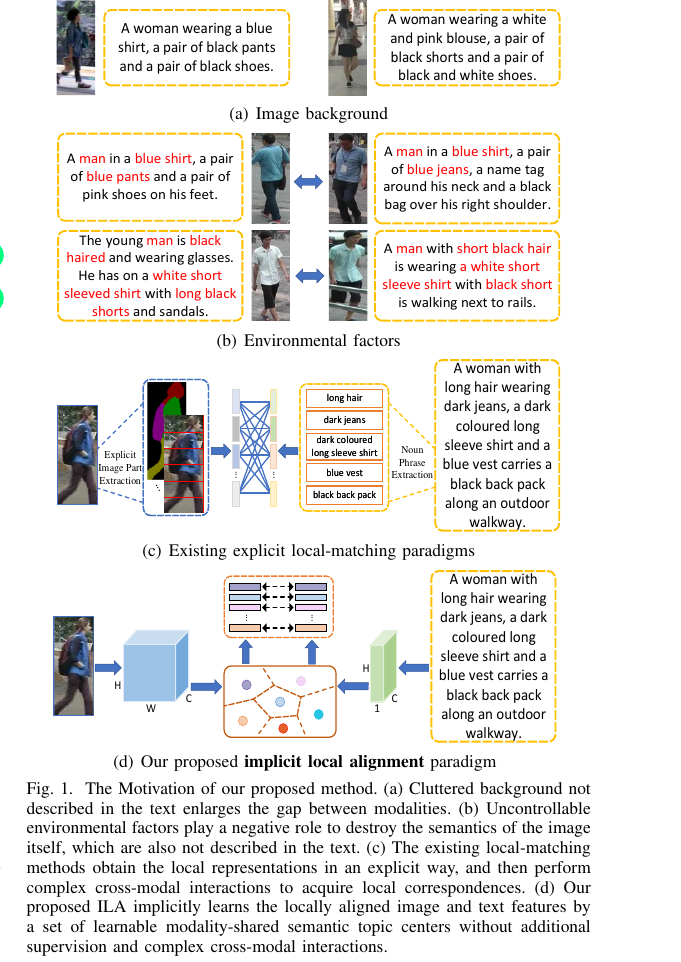 A woman wearing a blue
shirt, a pair of black pants
and a pair of black shoes.
A woman wearing a white
and pink blouse, a pair of
black shorts and a pair of
black and white shoes.
(a) Image background
A man in a blue shirt, a pair
of blue pants and a pair of
pink shoes on his feet.
A man in a blue shirt, a pair
of blue jeans, a name tag
around his neck and a black
bag over his right shoulder.
The young man is black
haired and wearing glasses.
He has on a white short
sleeved shirt with long black
shorts and sandals.
A man with short black hair
is wearing a white short
sleeve shirt with black short
is walking next to rails.
(b) Environmental factors
Explicit
Image Part
Extraction
⋮
⋮
⋮
long hair
dark jeans
dark coloured
long sleeve shirt
blue vest
⋮
black back pack
Noun
Phrase
Extraction
A woman with
long hair wearing
dark jeans, a dark
coloured long
sleeve shirt and a
blue vest carries a
black back pack
along an outdoor
walkway.
(c) Existing explicit local-matching paradigms
H
W
C
⋮
⋮
H
1
C
A woman with
long hair wearing
dark jeans, a dark
coloured long
sleeve shirt and a
blue vest carries a
black back pack
along an outdoor
walkway.
(d) Our proposed implicit local alignment paradigm
Fig. 1. The Motivation of our proposed method. (a) Cluttered background not
described in the text enlarges the gap between modalities. (b) Uncontrollable
environmental factors play a negative role to destroy the semantics of the image
itself, which are also not described in the text. (c) The existing local-matching
methods obtain the local representations in an explicit way, and then perform
complex cross-modal interactions to acquire local correspondences. (d) Our
proposed ILA implicitly learns the locally aligned image and text features by
a set of learnable modality-shared semantic topic centers without additional
supervision and complex cross-modal interactions.